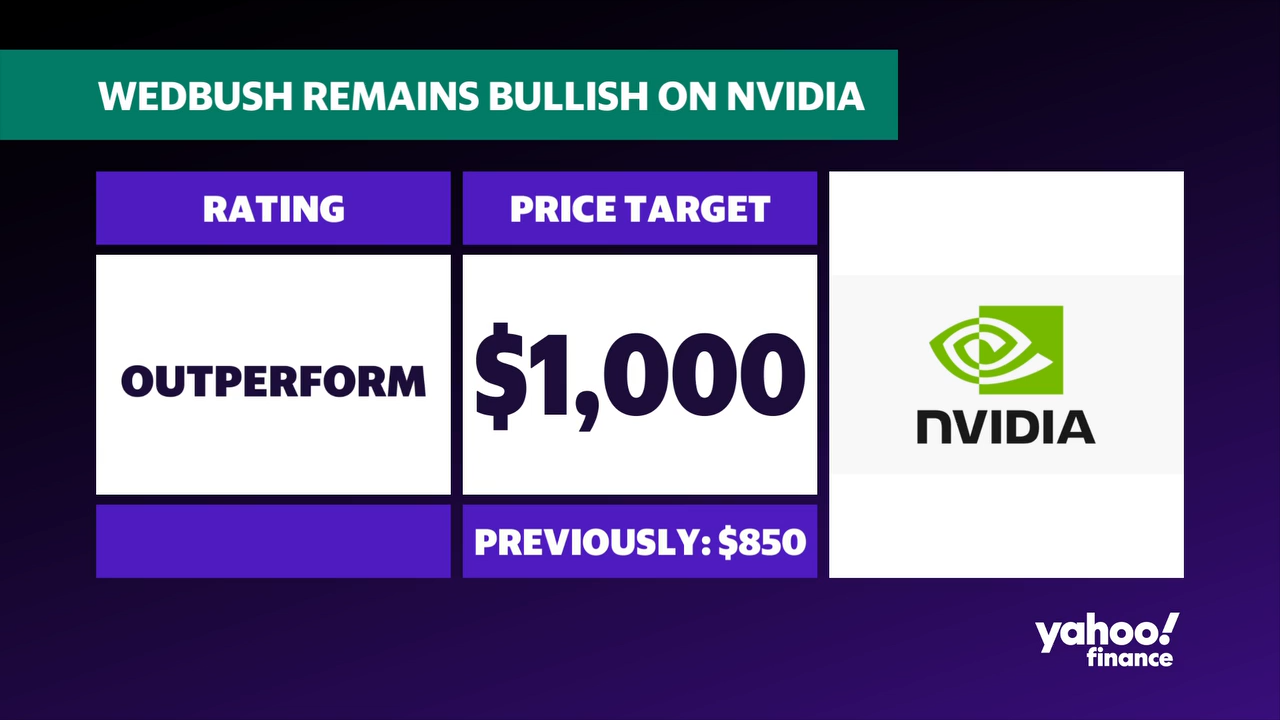 WEDBUSH REMAINS BULLISH ON NVIDIA
RATING
PRICE TARGET
OUTPERFORM
$1,000
PREVIOUSLY: $850
NVIDIA
yahoo!
finance